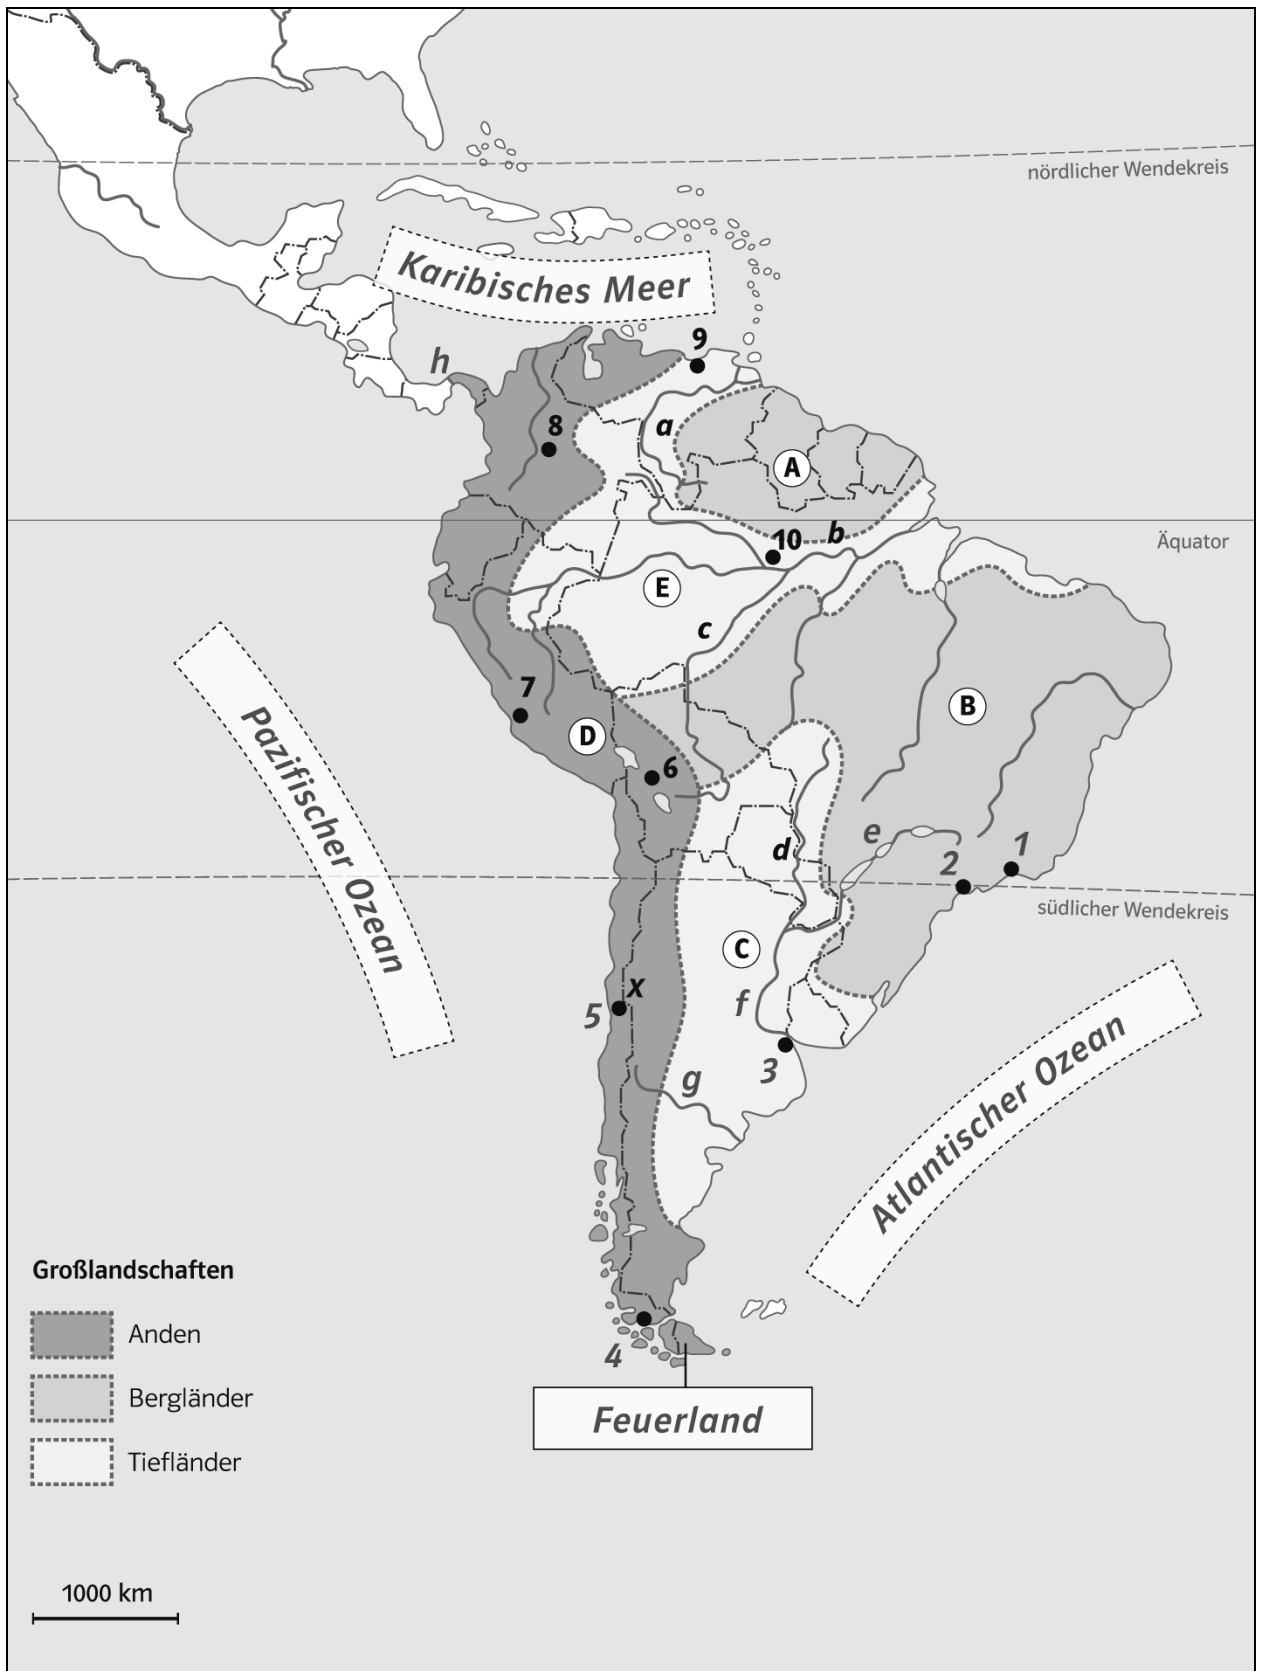 nördlicher Wendekreis
Karibisches Meer
9
h
8
a
A
10
b
Äquator
E
c
7
B
D
6
Pazifischer Ozean
e
d
1
2
südlicher Wendekreis
C
x
5
f
3
g
Atlantischer Ozean
Großlandschaften
Anden
4
Bergländer
Feuerland
Tiefländer
1000 km